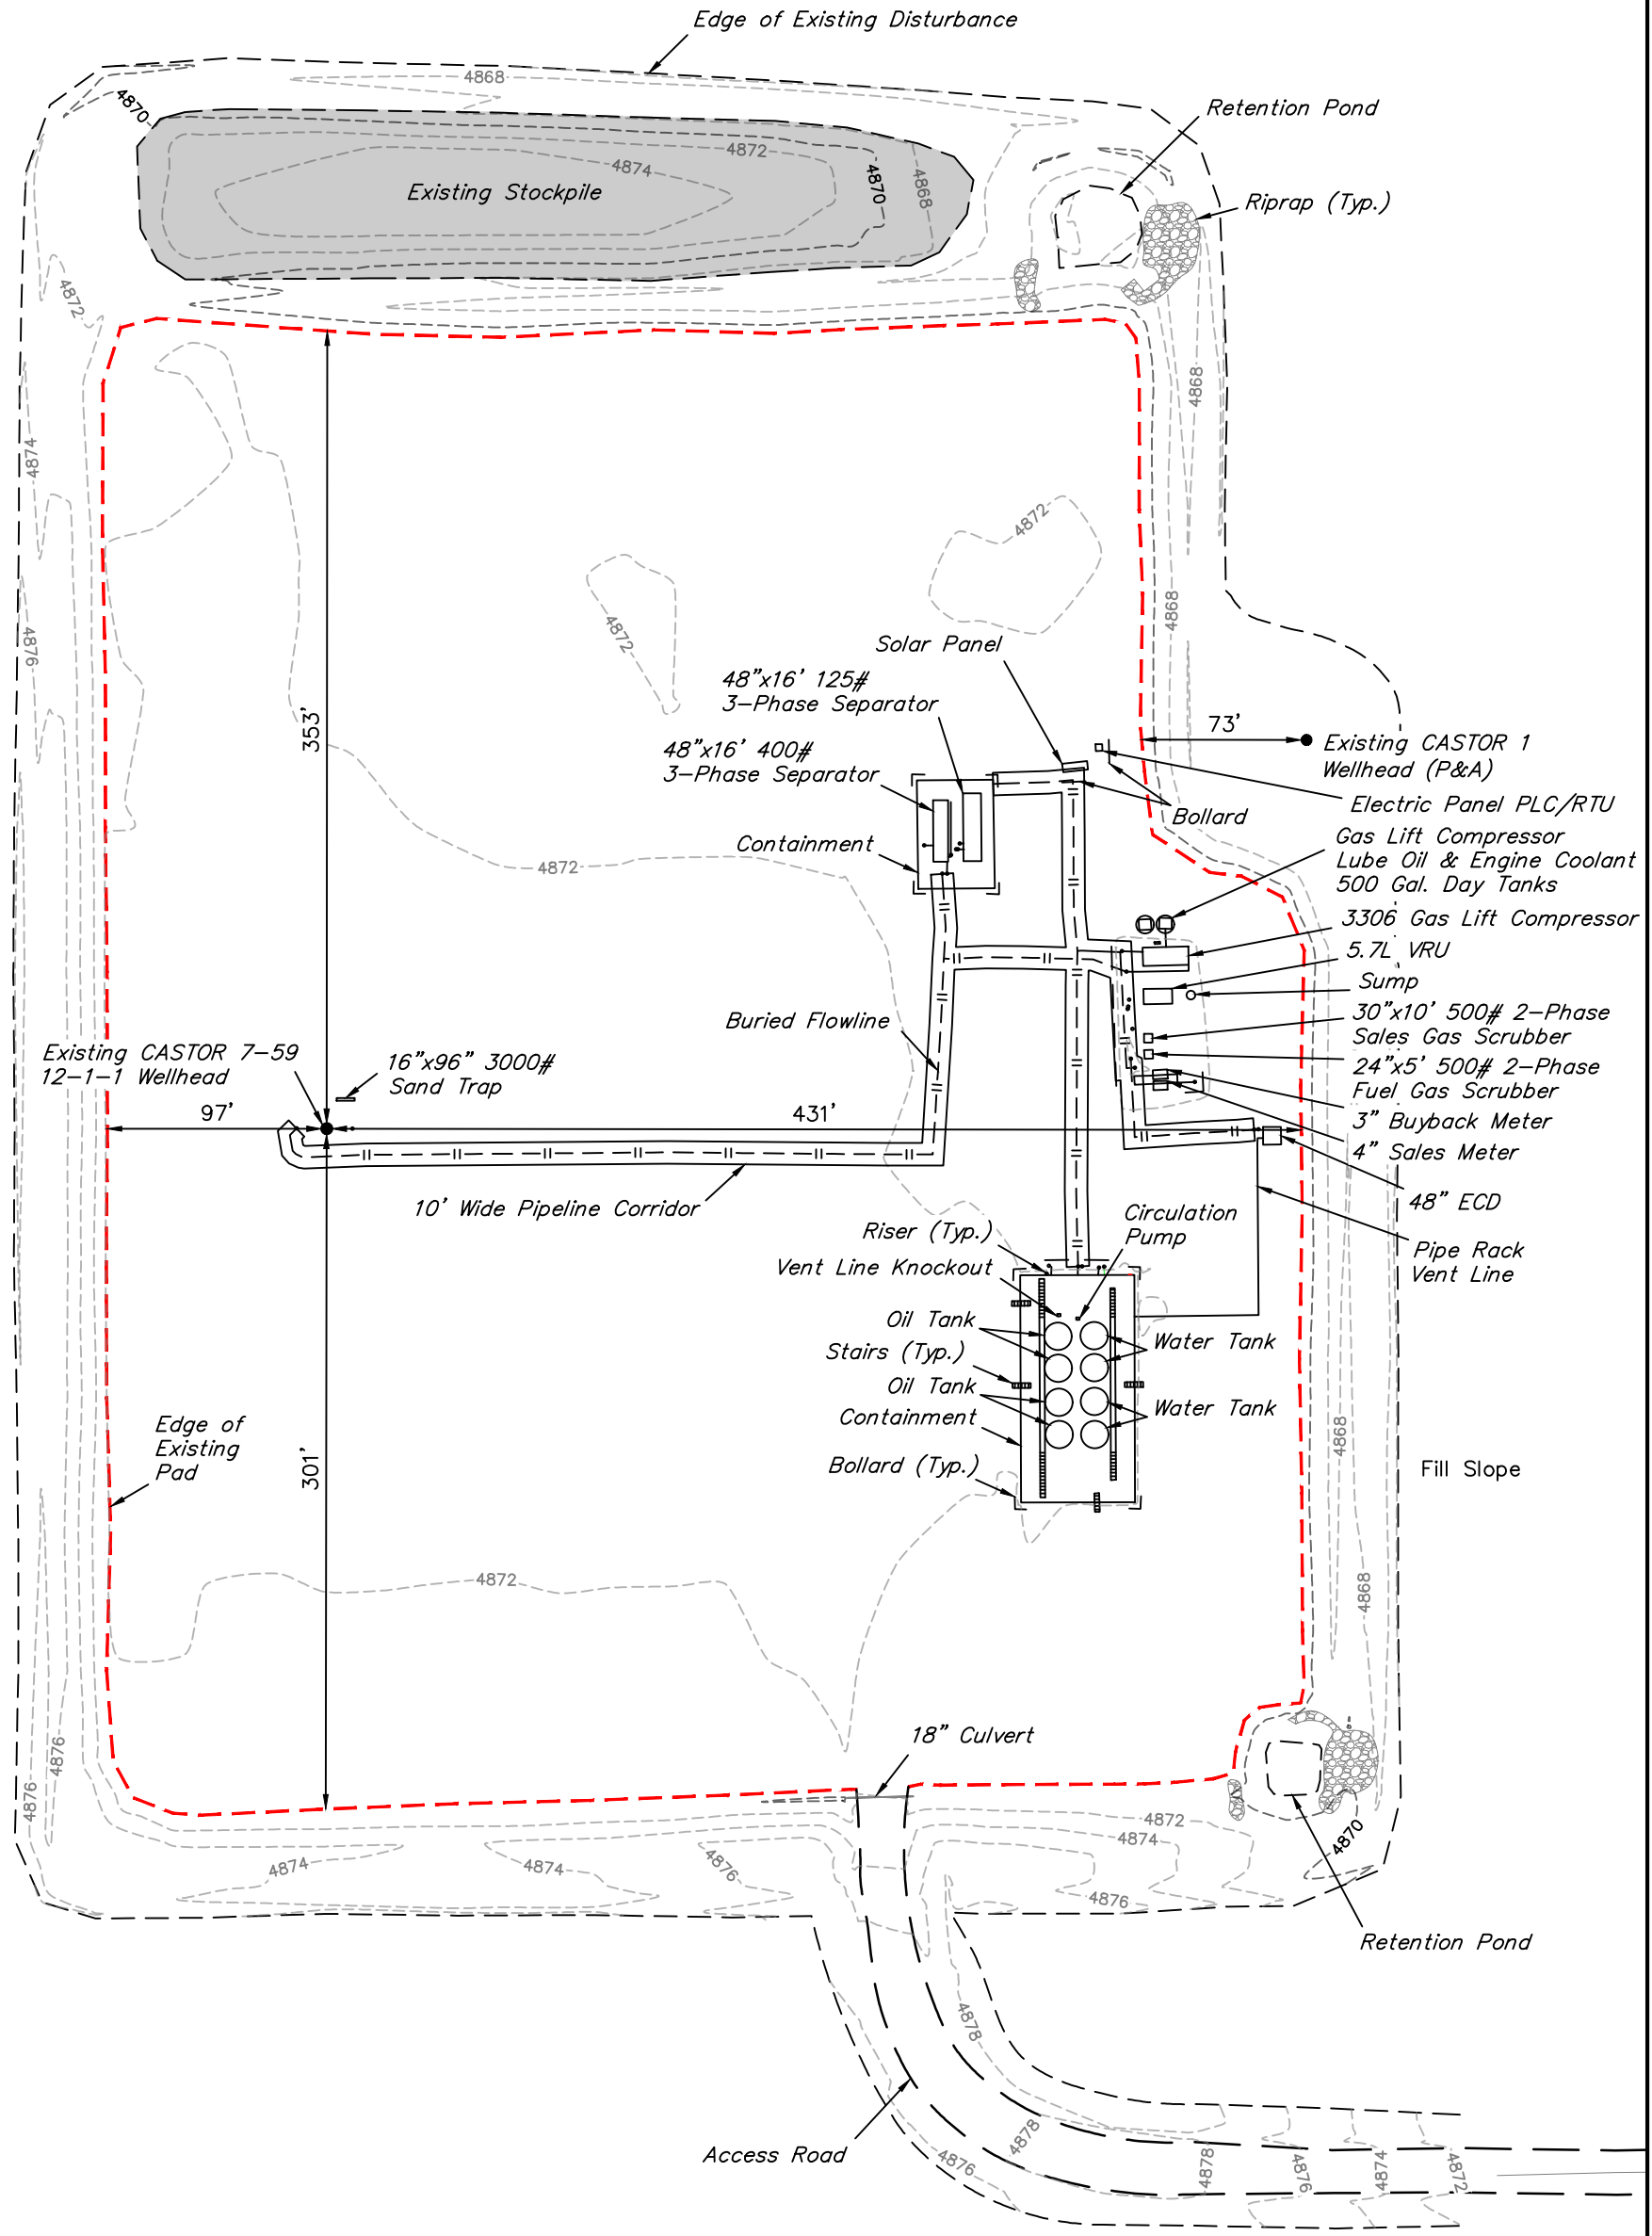 Edge of Existing Disturbance
4868
4870
Retention Pond
4872
4874
4870
4868
Existing Stockpile
Riprap (Typ.)
4872
4868
4874
4872
4868
4876
4872
Solar Panel
48"x16' 125#
3-Phase Separator
353'
73'
48"x16' 400#
3-Phase Separator
Existing CASTOR 1
Wellhead (P&A)
Electric Panel PLC/RTU
Bollard
Containment
4872
Gas Lift Compressor
Lube Oil & Engine Coolant
500 Gal. Day Tanks
3306 Gas Lift Compressor
5.7L VRU
Sump
Buried Flowline
30"x10' 500# 2-Phase
Sales Gas Scrubber
Existing CASTOR 7-59
12-1-1 Wellhead
16"x96" 3000#
Sand Trap
24"x5' 500# 2-Phase
Fuel Gas Scrubber
97'
431'
3" Buyback Meter
4" Sales Meter
10' Wide Pipeline Corridor
48" ECD
Circulation
Pump
Riser (Typ.)
Pipe Rack
Vent Line
Vent Line Knockout
Oil Tank
Water Tank
Stairs (Typ.)
Oil Tank
Water Tank
Containment
Edge of
Existing
Pad
301'
Bollard (Typ.)
4868
Fill Slope
4872
4868
18" Culvert
4876
4876
4872
4874
4870
4874
4874
4876
4876
Retention Pond
4878
Access Road
4878
4876
4878
4876
4874
4872